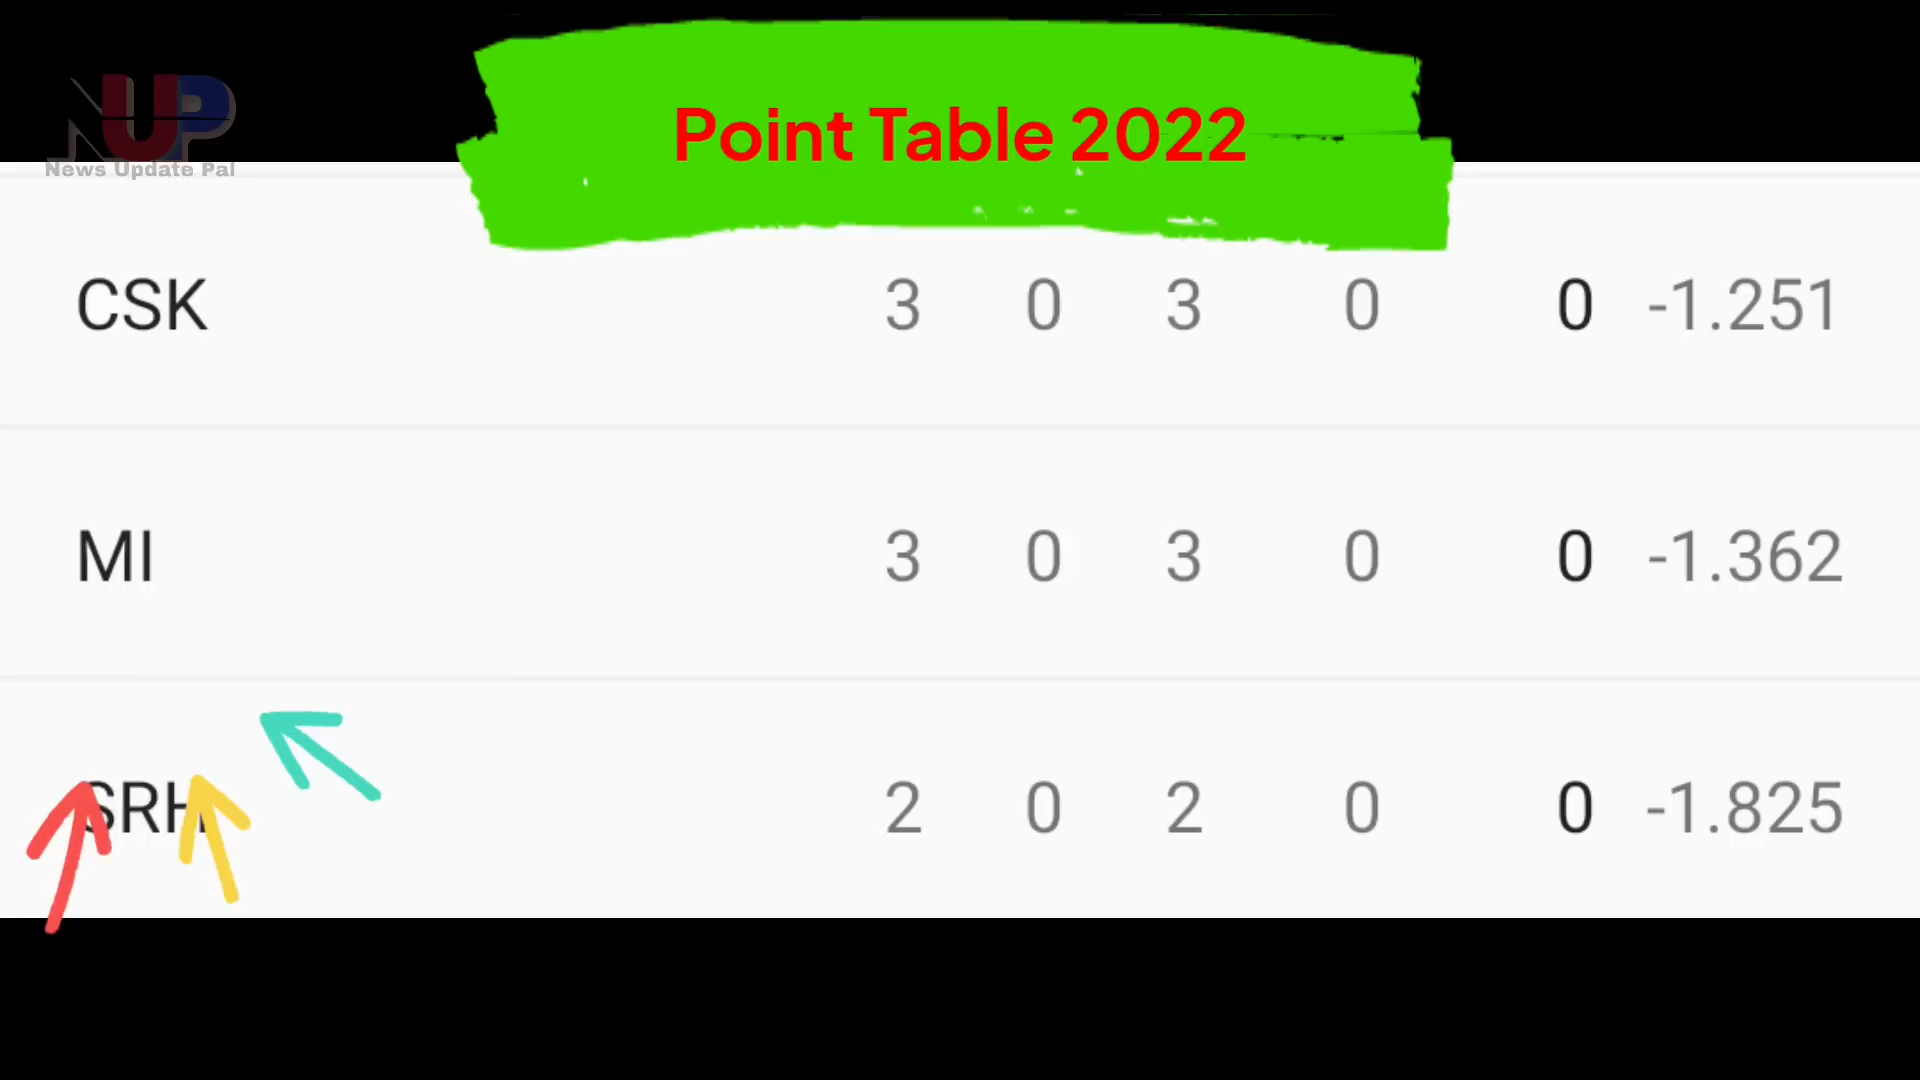 NUP
News Update Pal
Point Table 2022
CSK 3 0 3 0 0 -1.251
MI 3 0 3 0 0 -1.362
SRH 2 0 2 0 0 -1.825